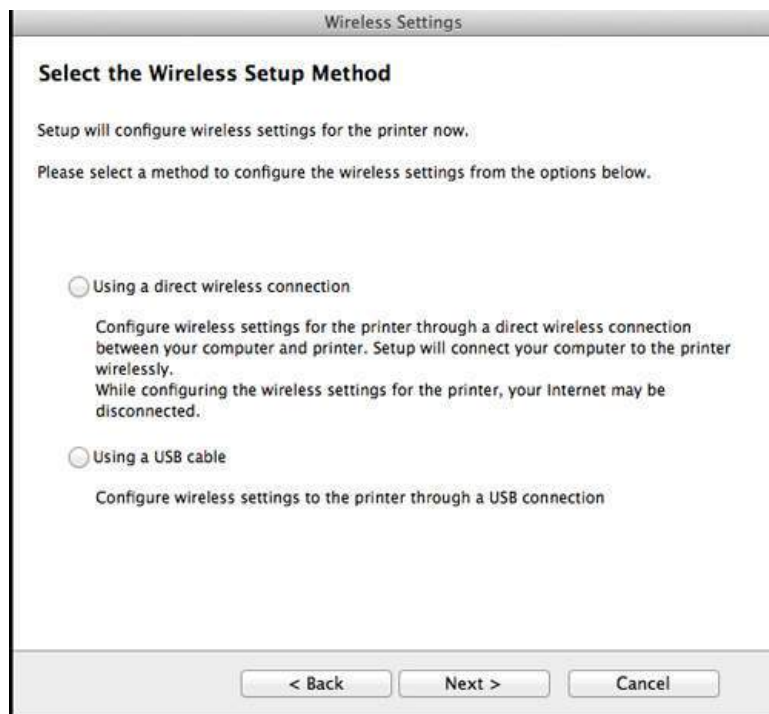 Wireless Settings
Select the Wireless Setup Method
Setup will configure wireless settings for the printer now.
Please select a method to configure the wireless settings from the options below.
Using a direct wireless connection
Configure wireless settings for the printer through a direct wireless connection
between your computer and printer. Setup will connect your computer to the printer
wirelessly.
While configuring the wireless settings for the printer, your Internet may be
disconnected.
Using a USB cable
Configure wireless settings to the printer through a USB connection
< Back
Next >
Cancel